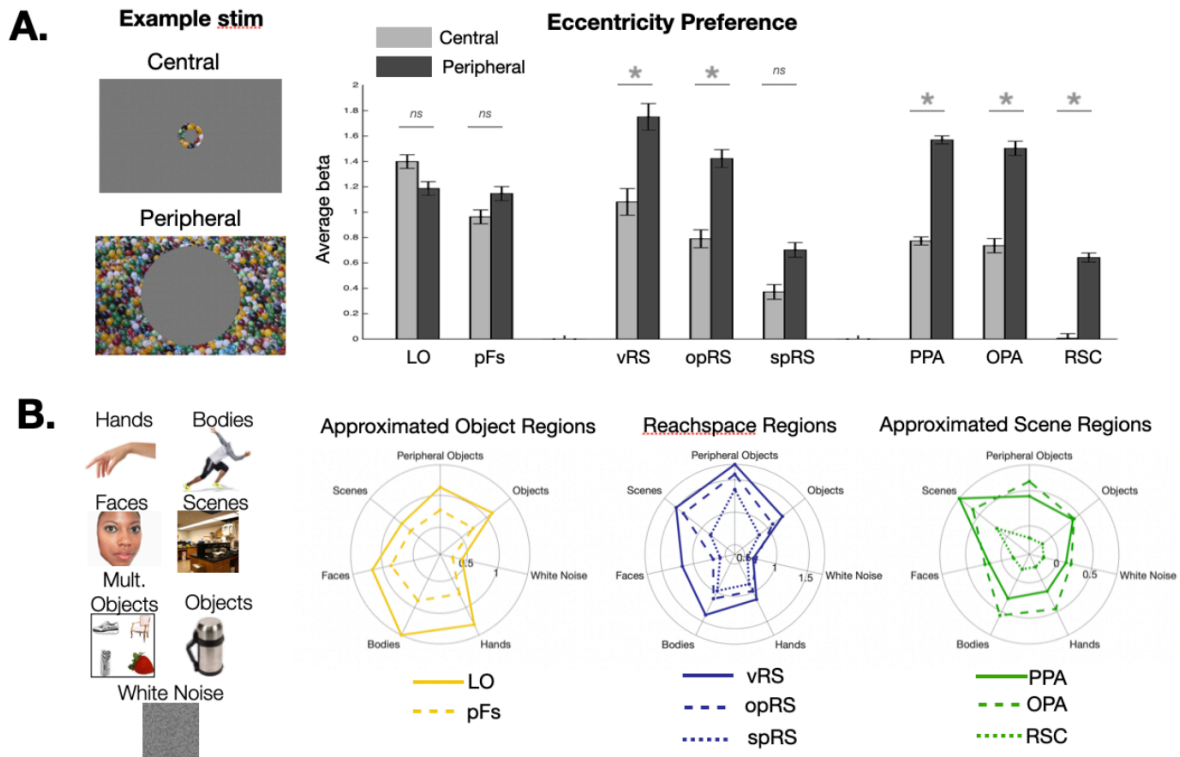 A.
Example stim
Central
Peripheral
Eccentricity Preference
Central
Peripheral
Average beta
2
1.8
1.6
1.4
1.2
1
0.8
0.6
0.4
0.2
0
ns
ns
*
*
ns
*
*
*
LO
pFs
vRS
opRS
spRS
PPA
OPA
RSC
B.
Hands
Bodies
Faces
Scenes
Mult.
Objects
Objects
White Noise
Approximated Object Regions
Peripheral Objects
Scenes
Objects
Faces
White Noise
Bodies
Hands
0.5
1
LO
pFs
Reachspace Regions
Peripheral Objects
Scenes
Objects
Faces
White Noise
Bodies
Hands
0.5
1
1.5
vRS
opRS
spRS
Approximated Scene Regions
Peripheral Objects
Scenes
Objects
Faces
White Noise
Bodies
Hands
0
0.5
PPA
OPA
RSC